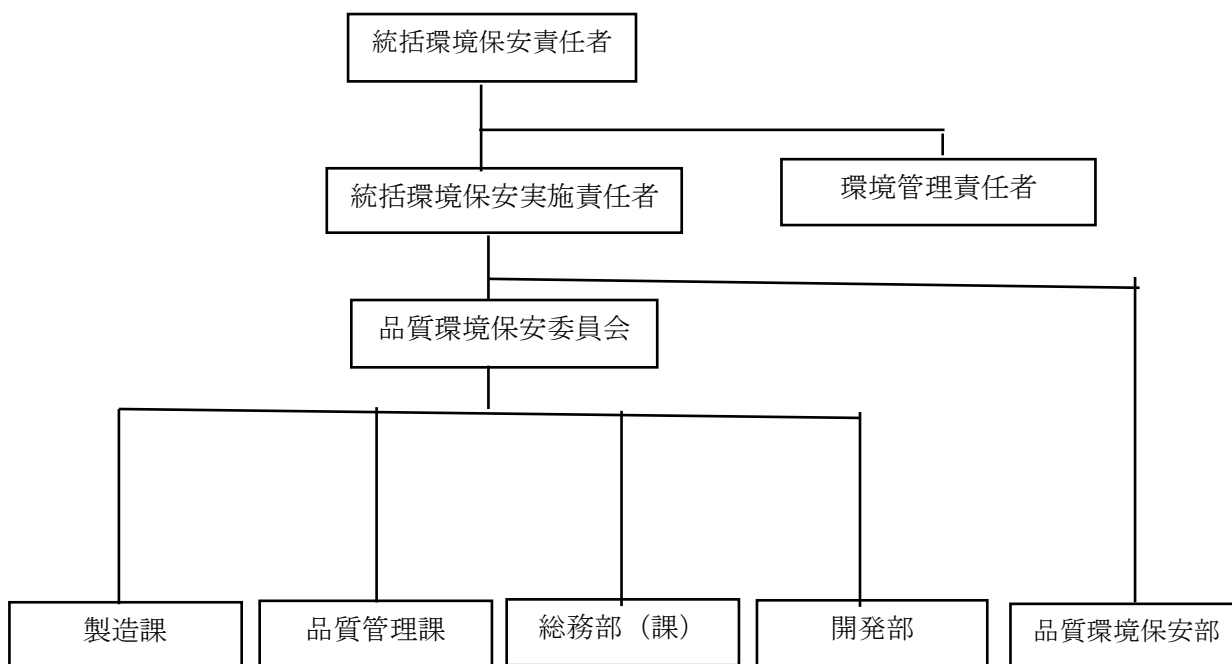 統括環境保安責任者
統括環境保安実施責任者
環境管理責任者
品質環境保安委員会
製造課
品質管理課
総務部（課）
開発部
品質環境保安部